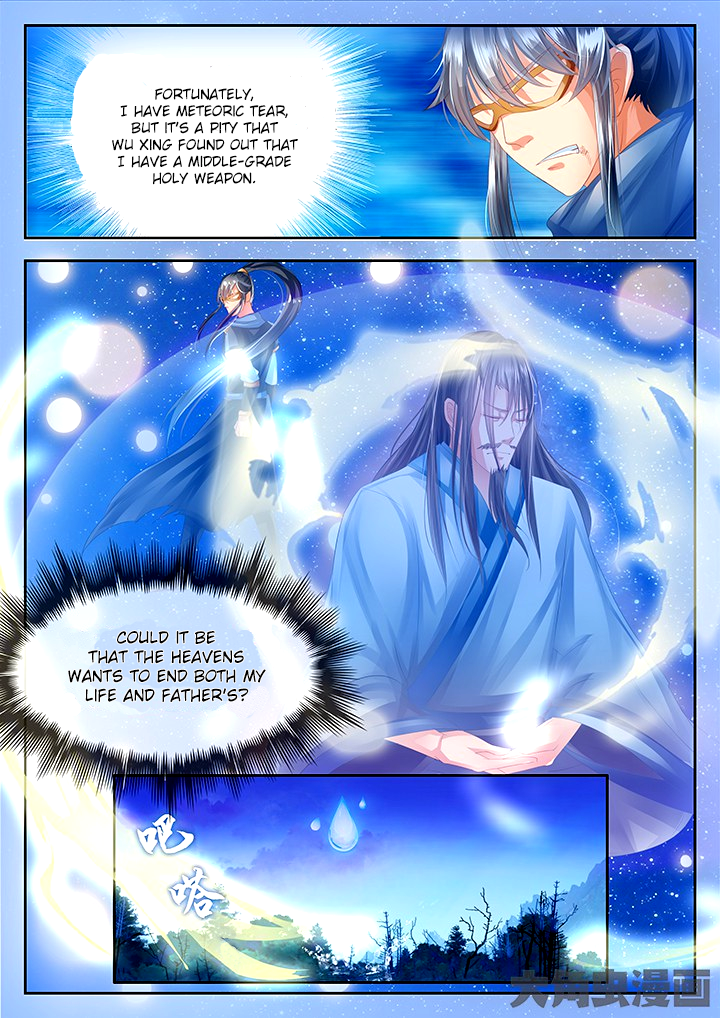 FORTUNATELY,
I HAVE METEORIC TEAR,
BUT IT'S A PITY THAT
WU XING FOUND OUT THAT
I HAVE A MIDDLE-GRADE
HOLY WEAPON.
COULD IT BE
THAT THE HEAVENS
WANTS TO END BOTH MY
LIFE AND FATHER'S?
吧
嗒
大角虫漫画